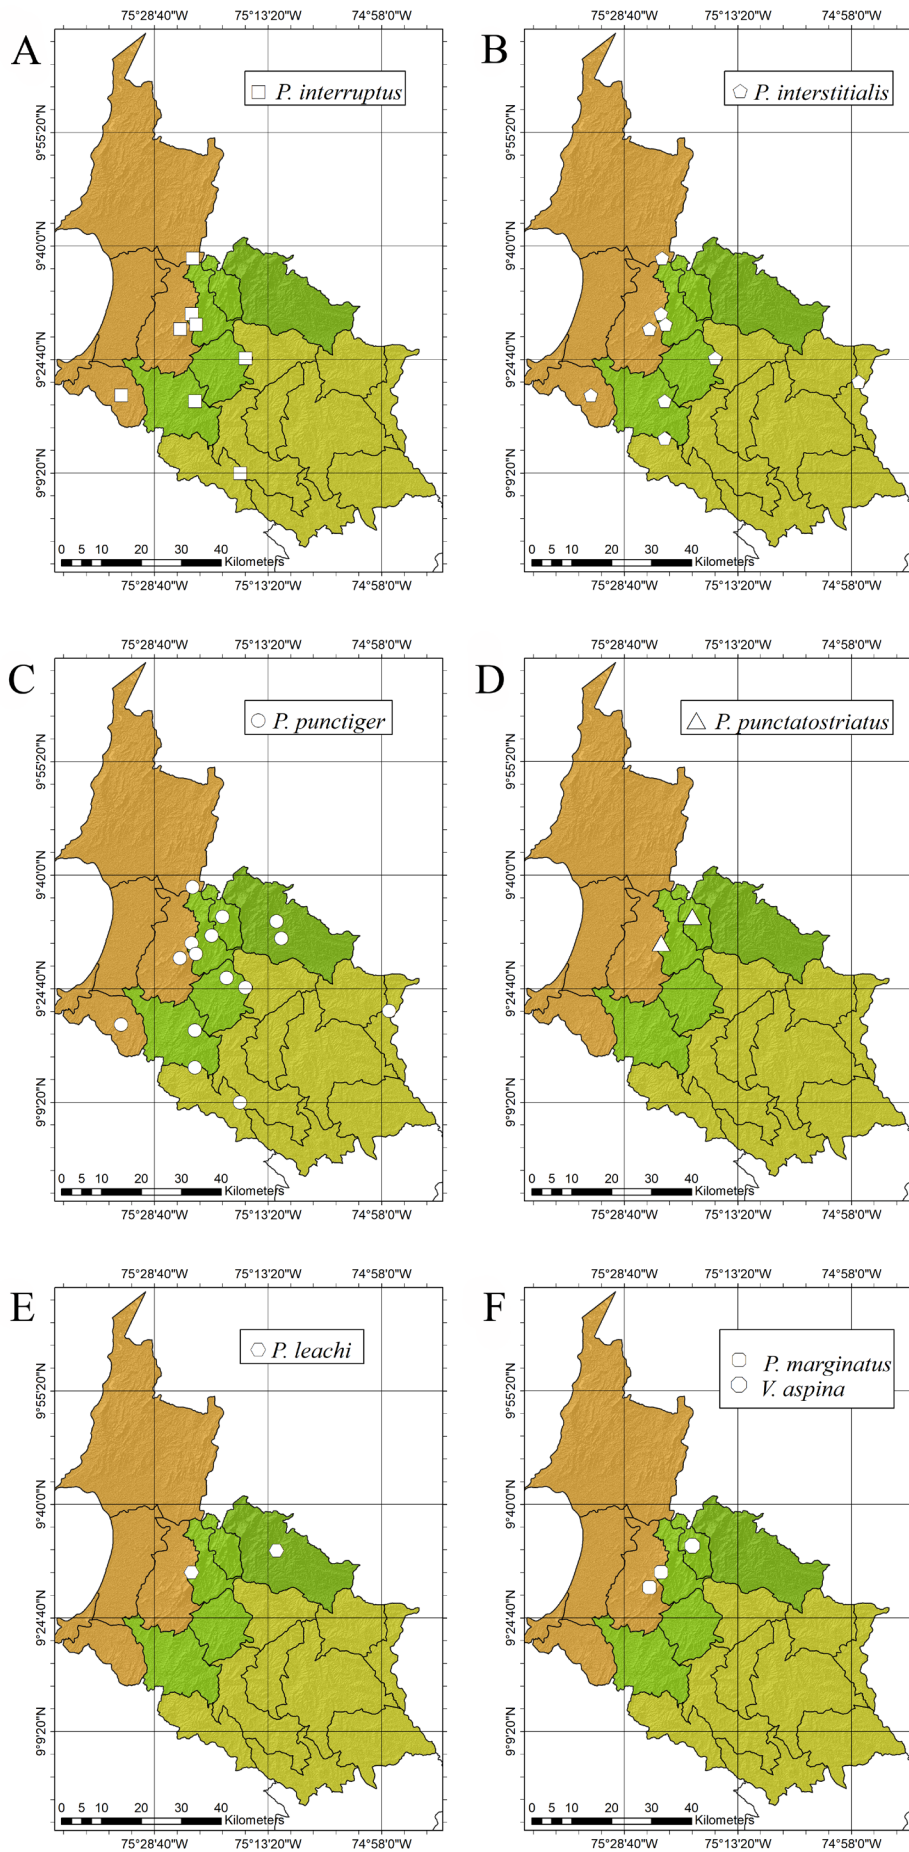 75°28'40"W 75°13'20"W 74°58'0"W
75°28'40"W 75°13'20"W 74°58'0"W
A
P. interruptus
B
P. interstitialis
9°55'20"N
9°55'20"N
9°40'0"N
9°40'0"N
9°24'40"N
9°24'40"N
9°9'20"N
9°9'20"N
0 5 10 20 30 40
Kilometers
0 5 10 20 30 40
Kilometers
75°28'40"W 75°13'20"W 74°58'0"W
75°28'40"W 75°13'20"W 74°58'0"W
75°28'40"W 75°13'20"W 74°58'0"W
75°28'40"W 75°13'20"W 74°58'0"W
C
P. punctiger
D
P. punctatostriatus
9°55'20"N
9°55'20"N
9°40'0"N
9°40'0"N
9°24'40"N
9°24'40"N
9°9'20"N
9°9'20"N
0 5 10 20 30 40
Kilometers
0 5 10 20 30 40
Kilometers
75°28'40"W 75°13'20"W 74°58'0"W
75°28'40"W 75°13'20"W 74°58'0"W
75°28'40"W 75°13'20"W 74°58'0"W
75°28'40"W 75°13'20"W 74°58'0"W
E
P. leachi
F
P. marginatus
V. aspina
9°55'20"N
9°55'20"N
9°40'0"N
9°40'0"N
9°24'40"N
9°24'40"N
9°9'20"N
9°9'20"N
0 5 10 20 30 40
Kilometers
0 5 10 20 30 40
Kilometers
75°28'40"W 75°13'20"W 74°58'0"W
75°28'40"W 75°13'20"W 74°58'0"W